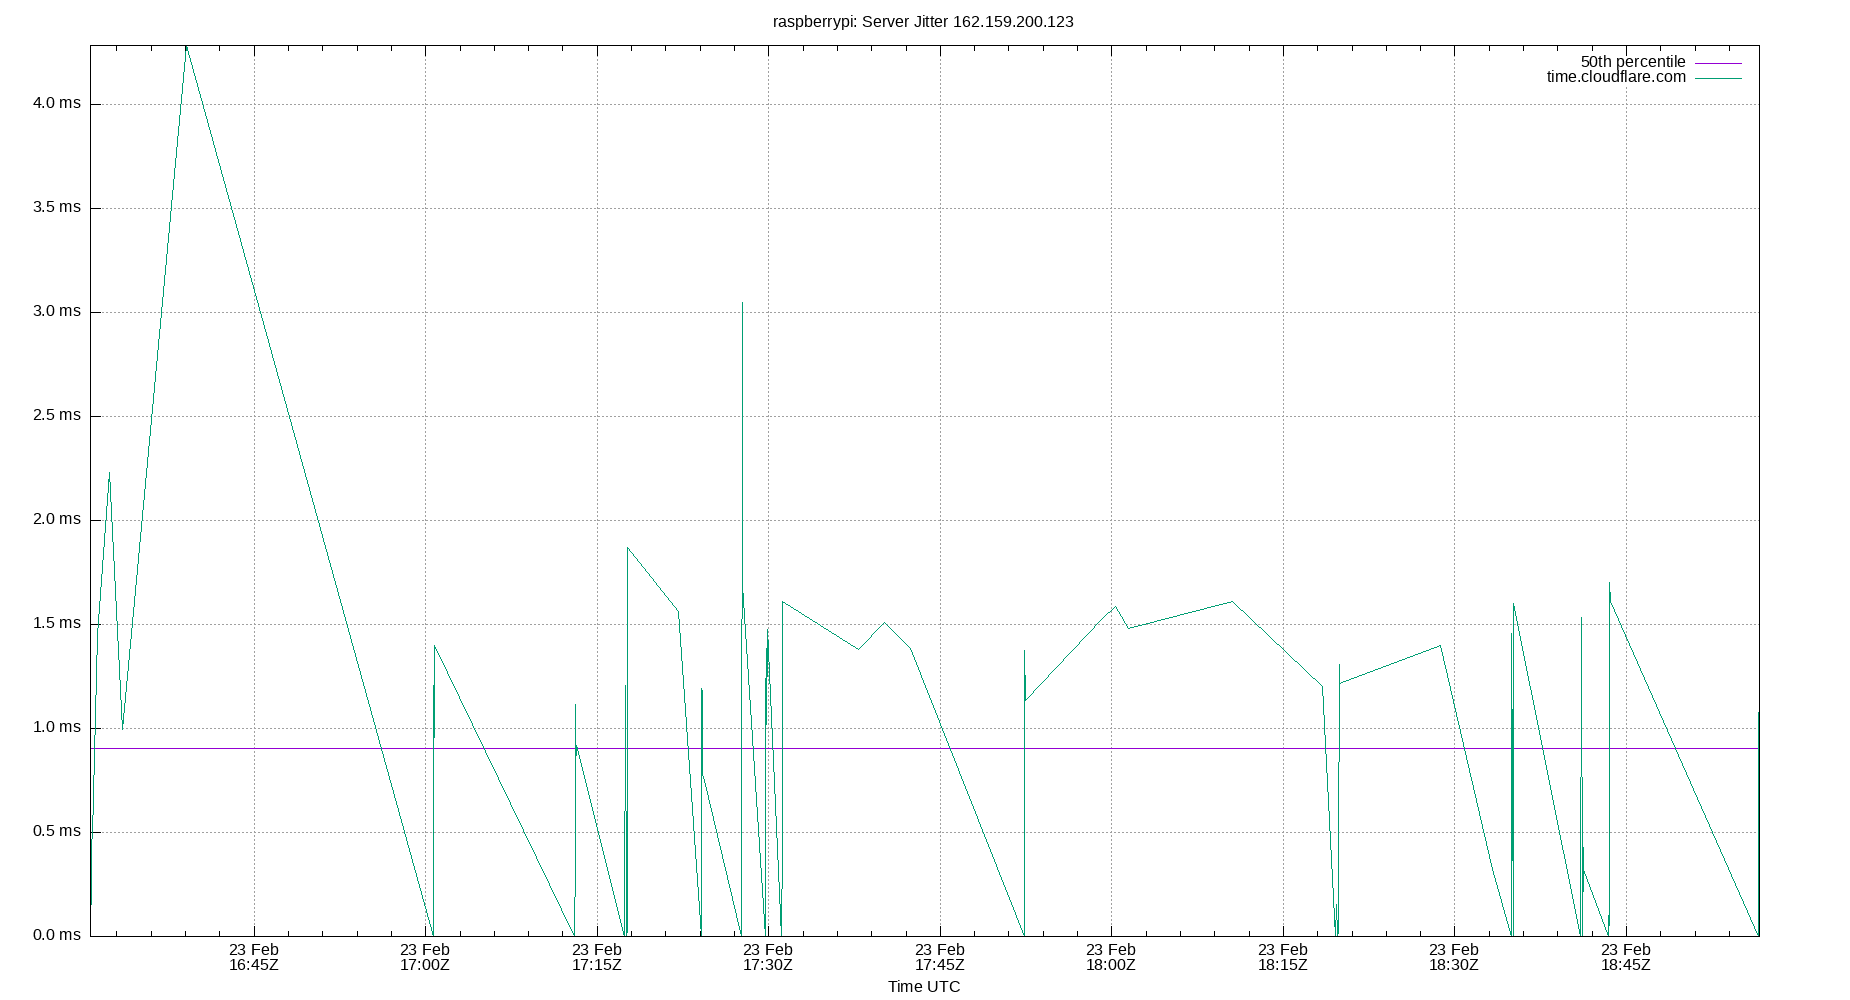 raspberrypi: Server Jitter 162.159.200.123
50th percentile
time.cloudflare.com
4.0 ms
3.5 ms
3.0 ms
2.5 ms
2.0 ms
1.5 ms
1.0 ms
0.5 ms
0.0 ms
23 Feb 23 Feb 23 Feb 23 Feb 23 Feb 23 Feb 23 Feb 23 Feb 23 Feb
16:45Z 17:00Z 17:15Z 17:30Z 17:45Z 18:00Z 18:15Z 18:30Z 18:45Z
Time UTC